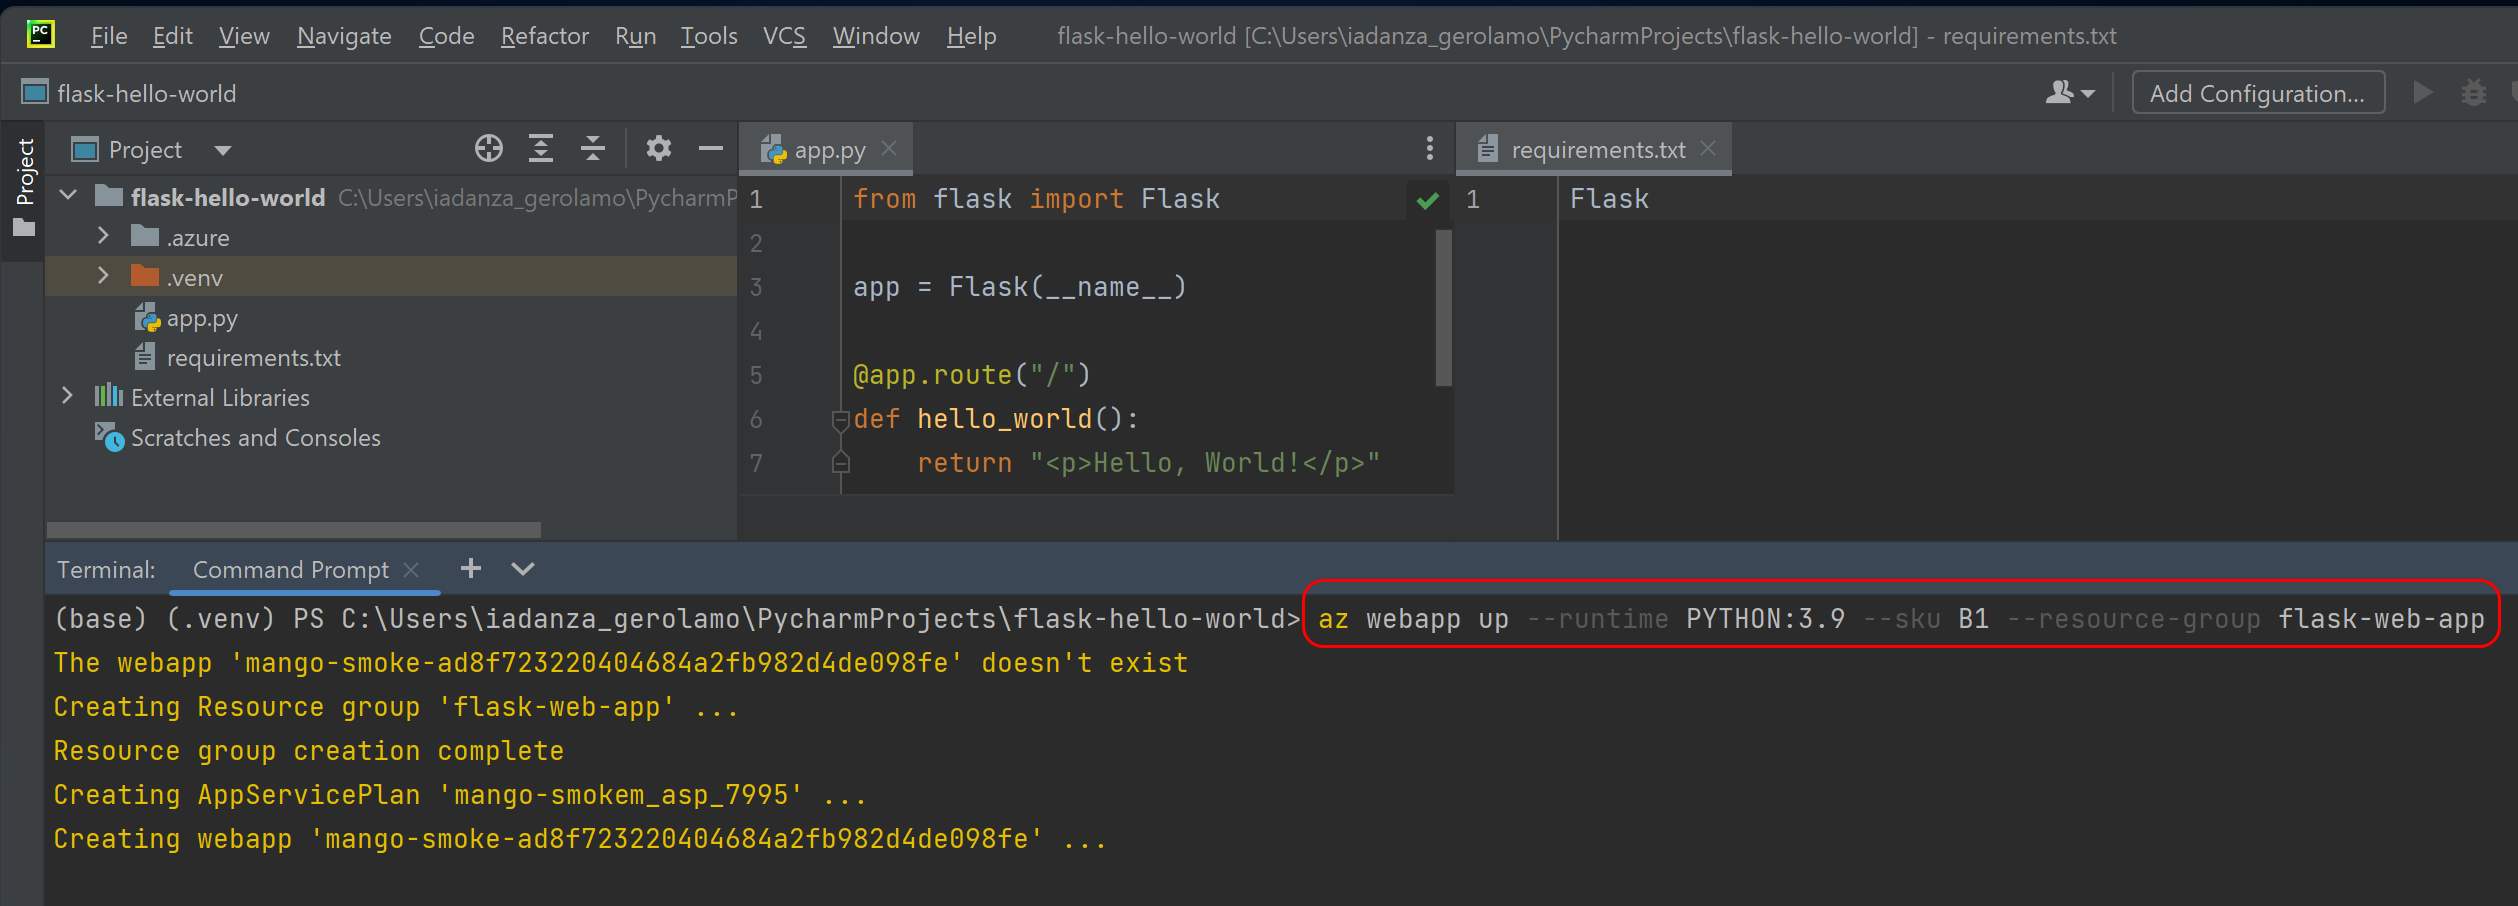 PC
File Edit View Navigate Code Refactor Run Tools VCS Window Help flask-hello-world [C:\Users\iadanza_gerolamo\PycharmProjects\flask-hello-world] - requirements.txt
flask-hello-world
Add Configuration...
Project
Project
app.py
requirements.txt
flask-hello-world C:\Users\iadanza_gerolamo\PycharmP
.azure
.venv
app.py
requirements.txt
External Libraries
Scratches and Consoles
1 from flask import Flask
2
3 app = Flask(__name__)
4
5 @app.route("/")
6 def hello_world():
7 return "<p>Hello, World!</p>"
1 Flask
Terminal: Command Prompt
(base) (.venv) PS C:\Users\iadanza_gerolamo\PycharmProjects\flask-hello-world> az webapp up --runtime PYTHON:3.9 --sku B1 --resource-group flask-web-app
The webapp 'mango-smoke-ad8f723220404684a2fb982d4de098fe' doesn't exist
Creating Resource group 'flask-web-app' ...
Resource group creation complete
Creating AppServicePlan 'mango-smokem_asp_7995' ...
Creating webapp 'mango-smoke-ad8f723220404684a2fb982d4de098fe' ...